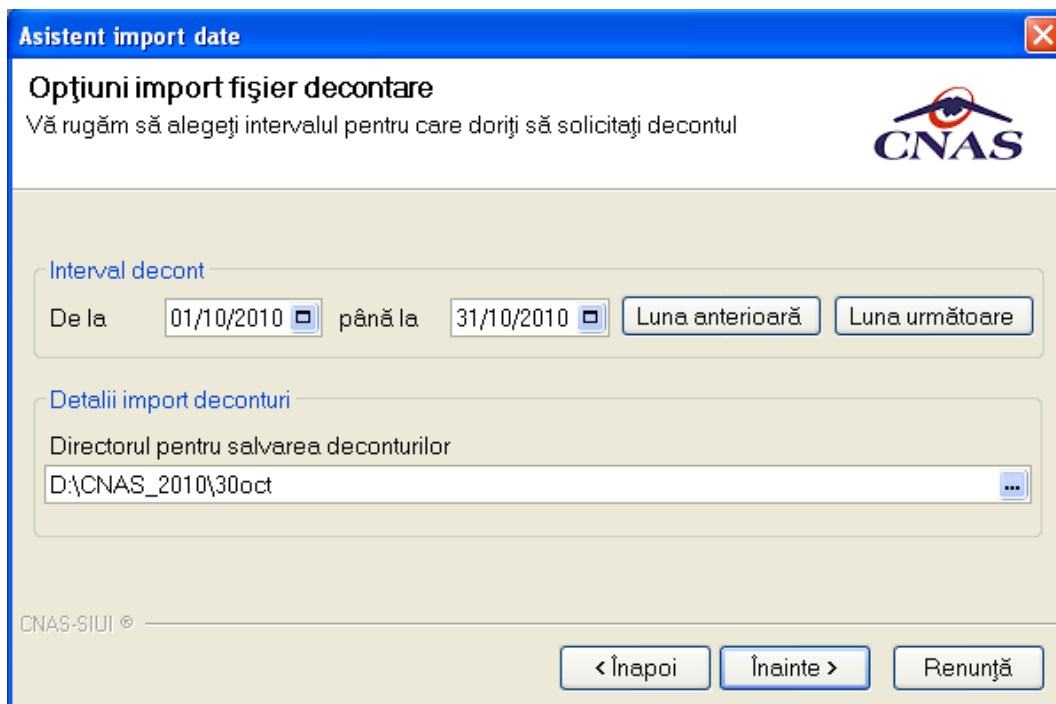 Asistent import date
Opţiuni import fişier decontare
Vă rugăm să alegeţi intervalul pentru care doriţi să solicitaţi decontul
CNAS
Interval decont
De la 01/10/2010 până la 31/10/2010 Luna anterioară Luna următoare
Detalii import deconturi
Directorul pentru salvarea deconturilor
D:\CNAS_2010\30oct ...
CNAS-SIUI ®
< Înapoi Înainte > Renunţă